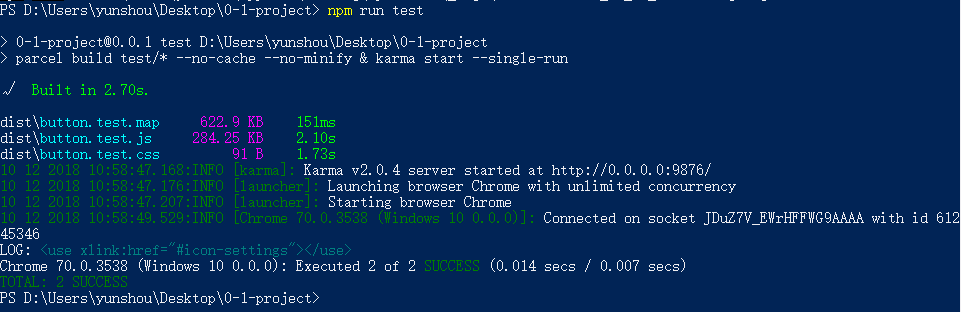 PS D:\Users\yunshou\Desktop\0-1-project> npm run test
> 0-1-project@0.0.1 test D:\Users\yunshou\Desktop\0-1-project
> parcel build test/* --no-cache --no-minify & karma start --single-run
√ Built in 2.70s.
dist\button.test.map 622.9 KB 151ms
dist\button.test.js 284.25 KB 2.10s
dist\button.test.css 91 B 1.73s
10 12 2018 10:58:47.168:INFO [karma]: Karma v2.0.4 server started at http://0.0.0.0:9876/
10 12 2018 10:58:47.176:INFO [launcher]: Launching browser Chrome with unlimited concurrency
10 12 2018 10:58:47.207:INFO [launcher]: Starting browser Chrome
10 12 2018 10:58:49.529:INFO [Chrome 70.0.3538 (Windows 10 0.0.0)]: Connected on socket JDuZ7V_EWrHFFWG9AAAA with id 612
45346
LOG: <use xlink:href="#icon-settings"></use>
Chrome 70.0.3538 (Windows 10 0.0.0): Executed 2 of 2 SUCCESS (0.014 secs / 0.007 secs)
TOTAL: 2 SUCCESS
PS D:\Users\yunshou\Desktop\0-1-project>